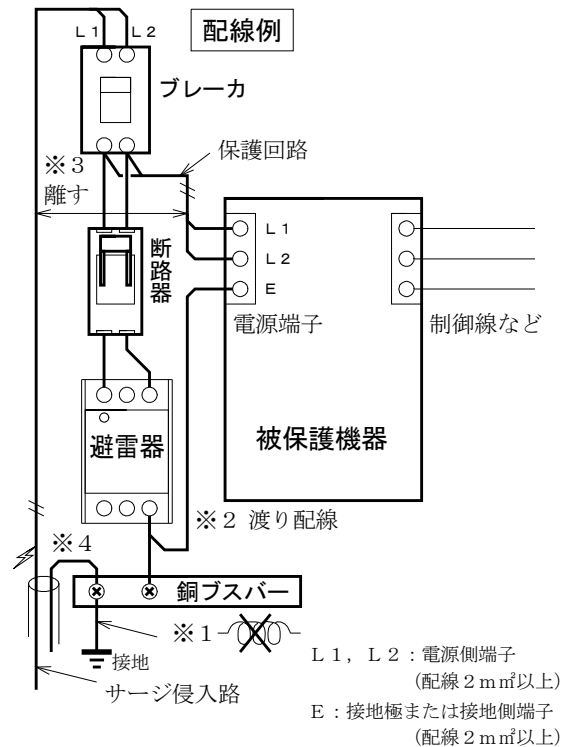 配線例
L1 L2
ブレーカ
保護回路
※3
離す
断路器
L1
L2
E
電源端子
制御線など
避雷器
被保護機器
※2 渡り配線
※4
銅ブスバー
※1
接地
サージ侵入路
L1，L2：電源側端子
(配線2m㎡以上)
E：接地極または接地側端子
(配線2m㎡以上)